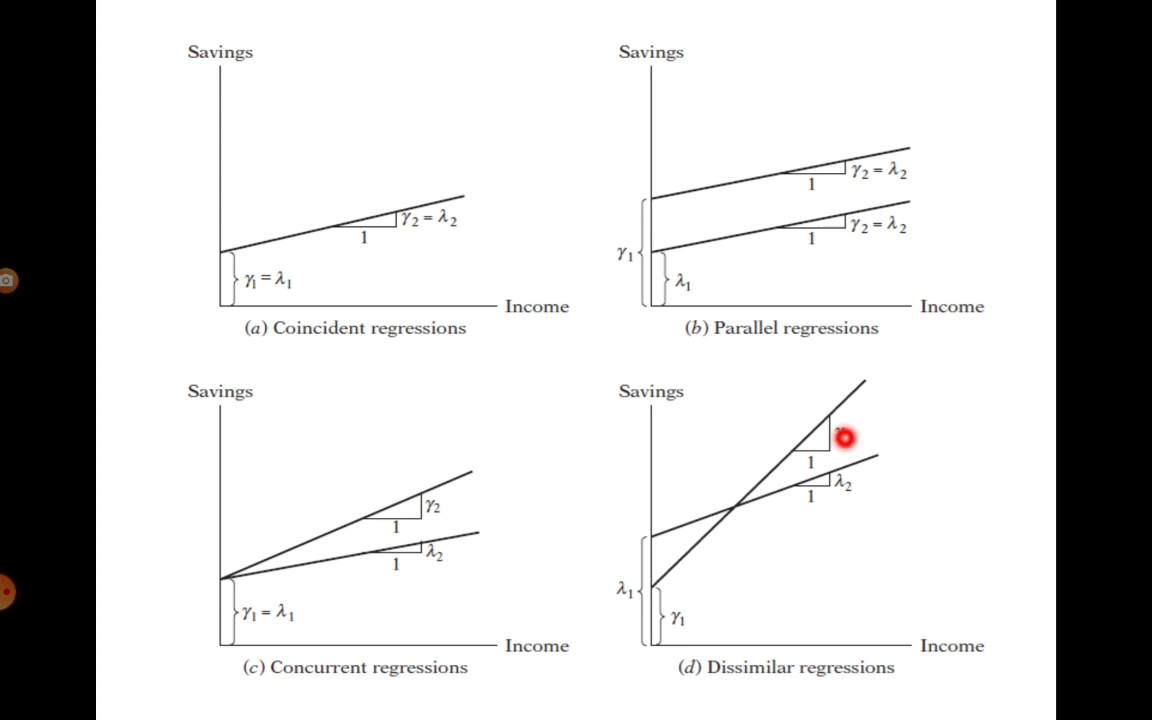 Savings
γ₂ = λ₂
1
γ₁ = λ₁
Income
(a) Coincident regressions
Savings
γ₂ = λ₂
1
γ₂ = λ₂
1
γ₁
λ₁
Income
(b) Parallel regressions
Savings
γ₂
1
λ₂
1
γ₁ = λ₁
Income
(c) Concurrent regressions
Savings
1
λ₂
1
λ₁
γ₁
Income
(d) Dissimilar regressions